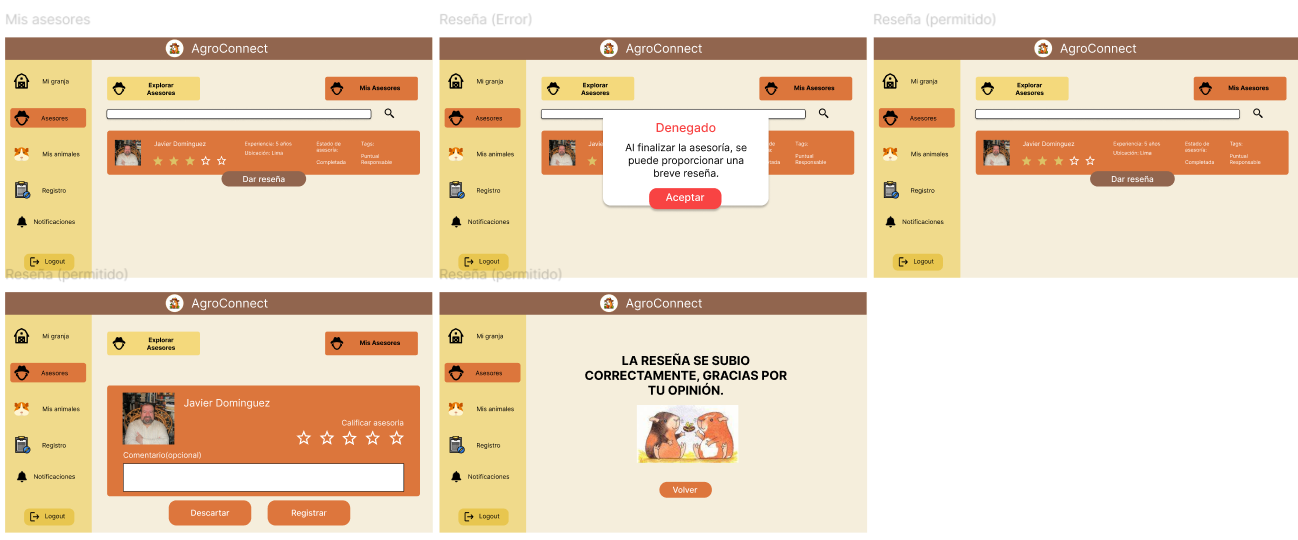 Mis asesores
AgroConnect
Mi granja
Explorar
Asesores
Mis Asesores
Asesores
Javier Dominguez
Experiencia: 5 años
Ubicación: Lima
Estado de
asesoría:
Completada
Tags:
Puntual
Responsable
Mis animales
Dar reseña
Registro
Notificaciones
Logout
Reseña (Error)
AgroConnect
Mi granja
Explorar
Asesores
Mis Asesores
Asesores
Denegado
Al finalizar la asesoría, se
puede proporcionar una
breve reseña.
Aceptar
Tags:
Puntual
Responsable
Mis animales
Registro
Notificaciones
Logout
Reseña (permitido)
AgroConnect
Mi granja
Explorar
Asesores
Mis Asesores
Asesores
Javier Dominguez
Experiencia: 5 años
Ubicación: Lima
Estado de
asesoría:
Completada
Tags:
Puntual
Responsable
Mis animales
Dar reseña
Registro
Notificaciones
Logout
Reseña (permitido)
AgroConnect
Mi granja
Explorar
Asesores
Mis Asesores
Asesores
Javier Dominguez
Calificar asesoria
Mis animales
Comentario(opcional)
Registro
Notificaciones
Descartar
Registrar
Logout
Reseña (permitido)
AgroConnect
Mi granja
Asesores
LA RESEÑA SE SUBIO
CORRECTAMENTE, GRACIAS POR
TU OPINIÓN.
Mis animales
Registro
Notificaciones
Volver
Logout